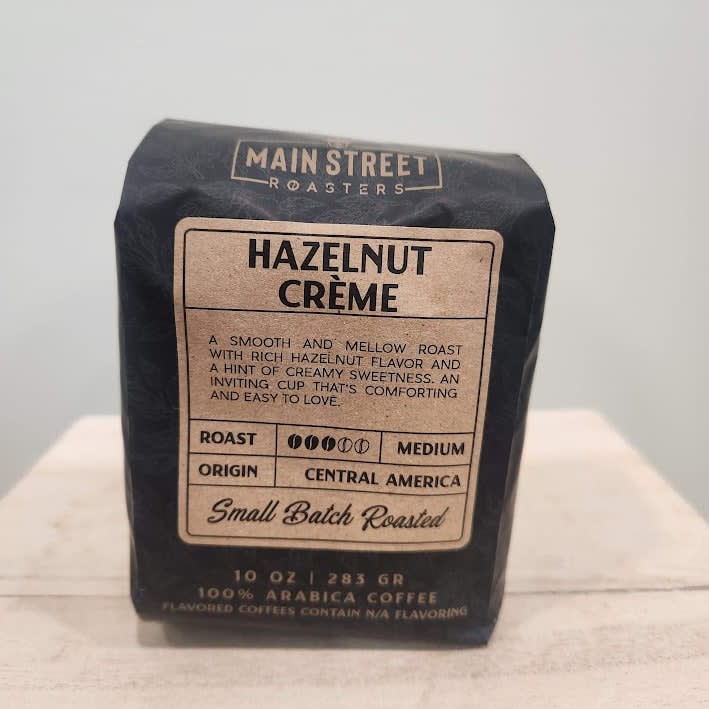 MAIN STREET
ROASTERS
HAZELNUT
CRÈME
A SMOOTH AND MELLOW ROAST
WITH RICH HAZELNUT FLAVOR AND
A HINT OF CREAMY SWEETNESS. AN
INVITING CUP THAT'S COMFORTING
AND EASY TO LOVE.
ROAST MEDIUM
ORIGIN CENTRAL AMERICA
Small Batch Roasted
10 OZ | 283 GR
100% ARABICA COFFEE
FLAVORED COFFEES CONTAIN N/A FLAVORING